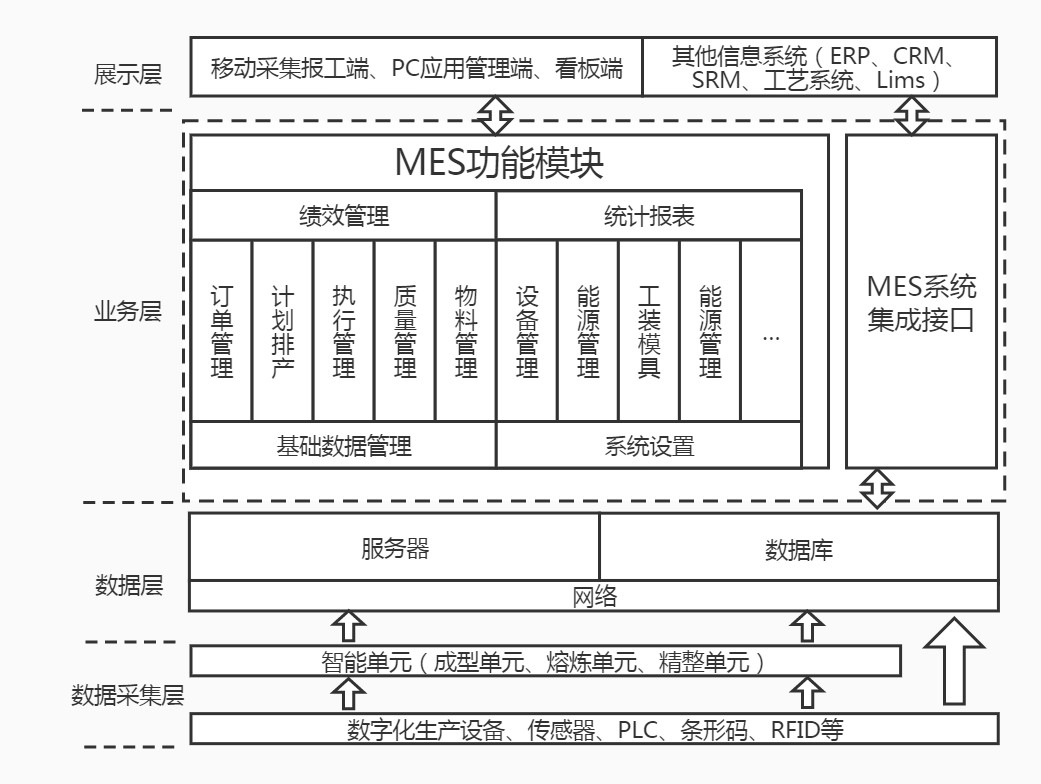 展示层
移动采集报工端、PC应用管理端、看板端
其他信息系统（ERP、CRM、
SRM、工艺系统、Lims）
业务层
MES功能模块
绩效管理
统计报表
订单管理
计划排产
执行管理
质量管理
物料管理
设备管理
能源管理
工装模具
能源管理
...
基础数据管理
系统设置
MES系统
集成接口
数据层
服务器
数据库
网络
数据采集层
智能单元（成型单元、熔炼单元、精整单元）
数字化生产设备、传感器、PLC、条形码、RFID等